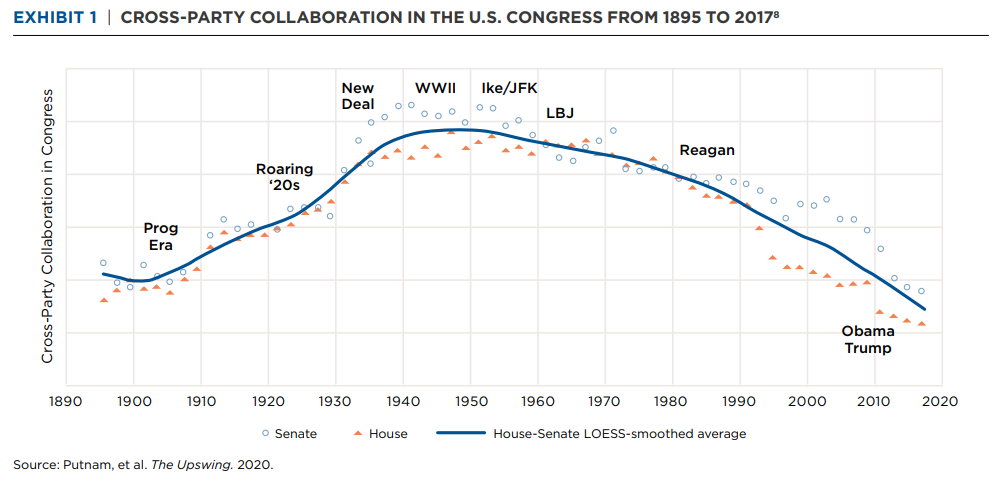 EXHIBIT 1 | CROSS-PARTY COLLABORATION IN THE U.S. CONGRESS FROM 1895 TO 2017⁸
Cross-Party Collaboration in Congress
New
Deal
WWII
Ike/JFK
LBJ
Reagan
Roaring
‘20s
Prog
Era
Obama
Trump
1890 1900 1910 1920 1930 1940 1950 1960 1970 1980 1990 2000 2010 2020
Senate House House-Senate LOESS-smoothed average
Source: Putnam, et al. The Upswing. 2020.